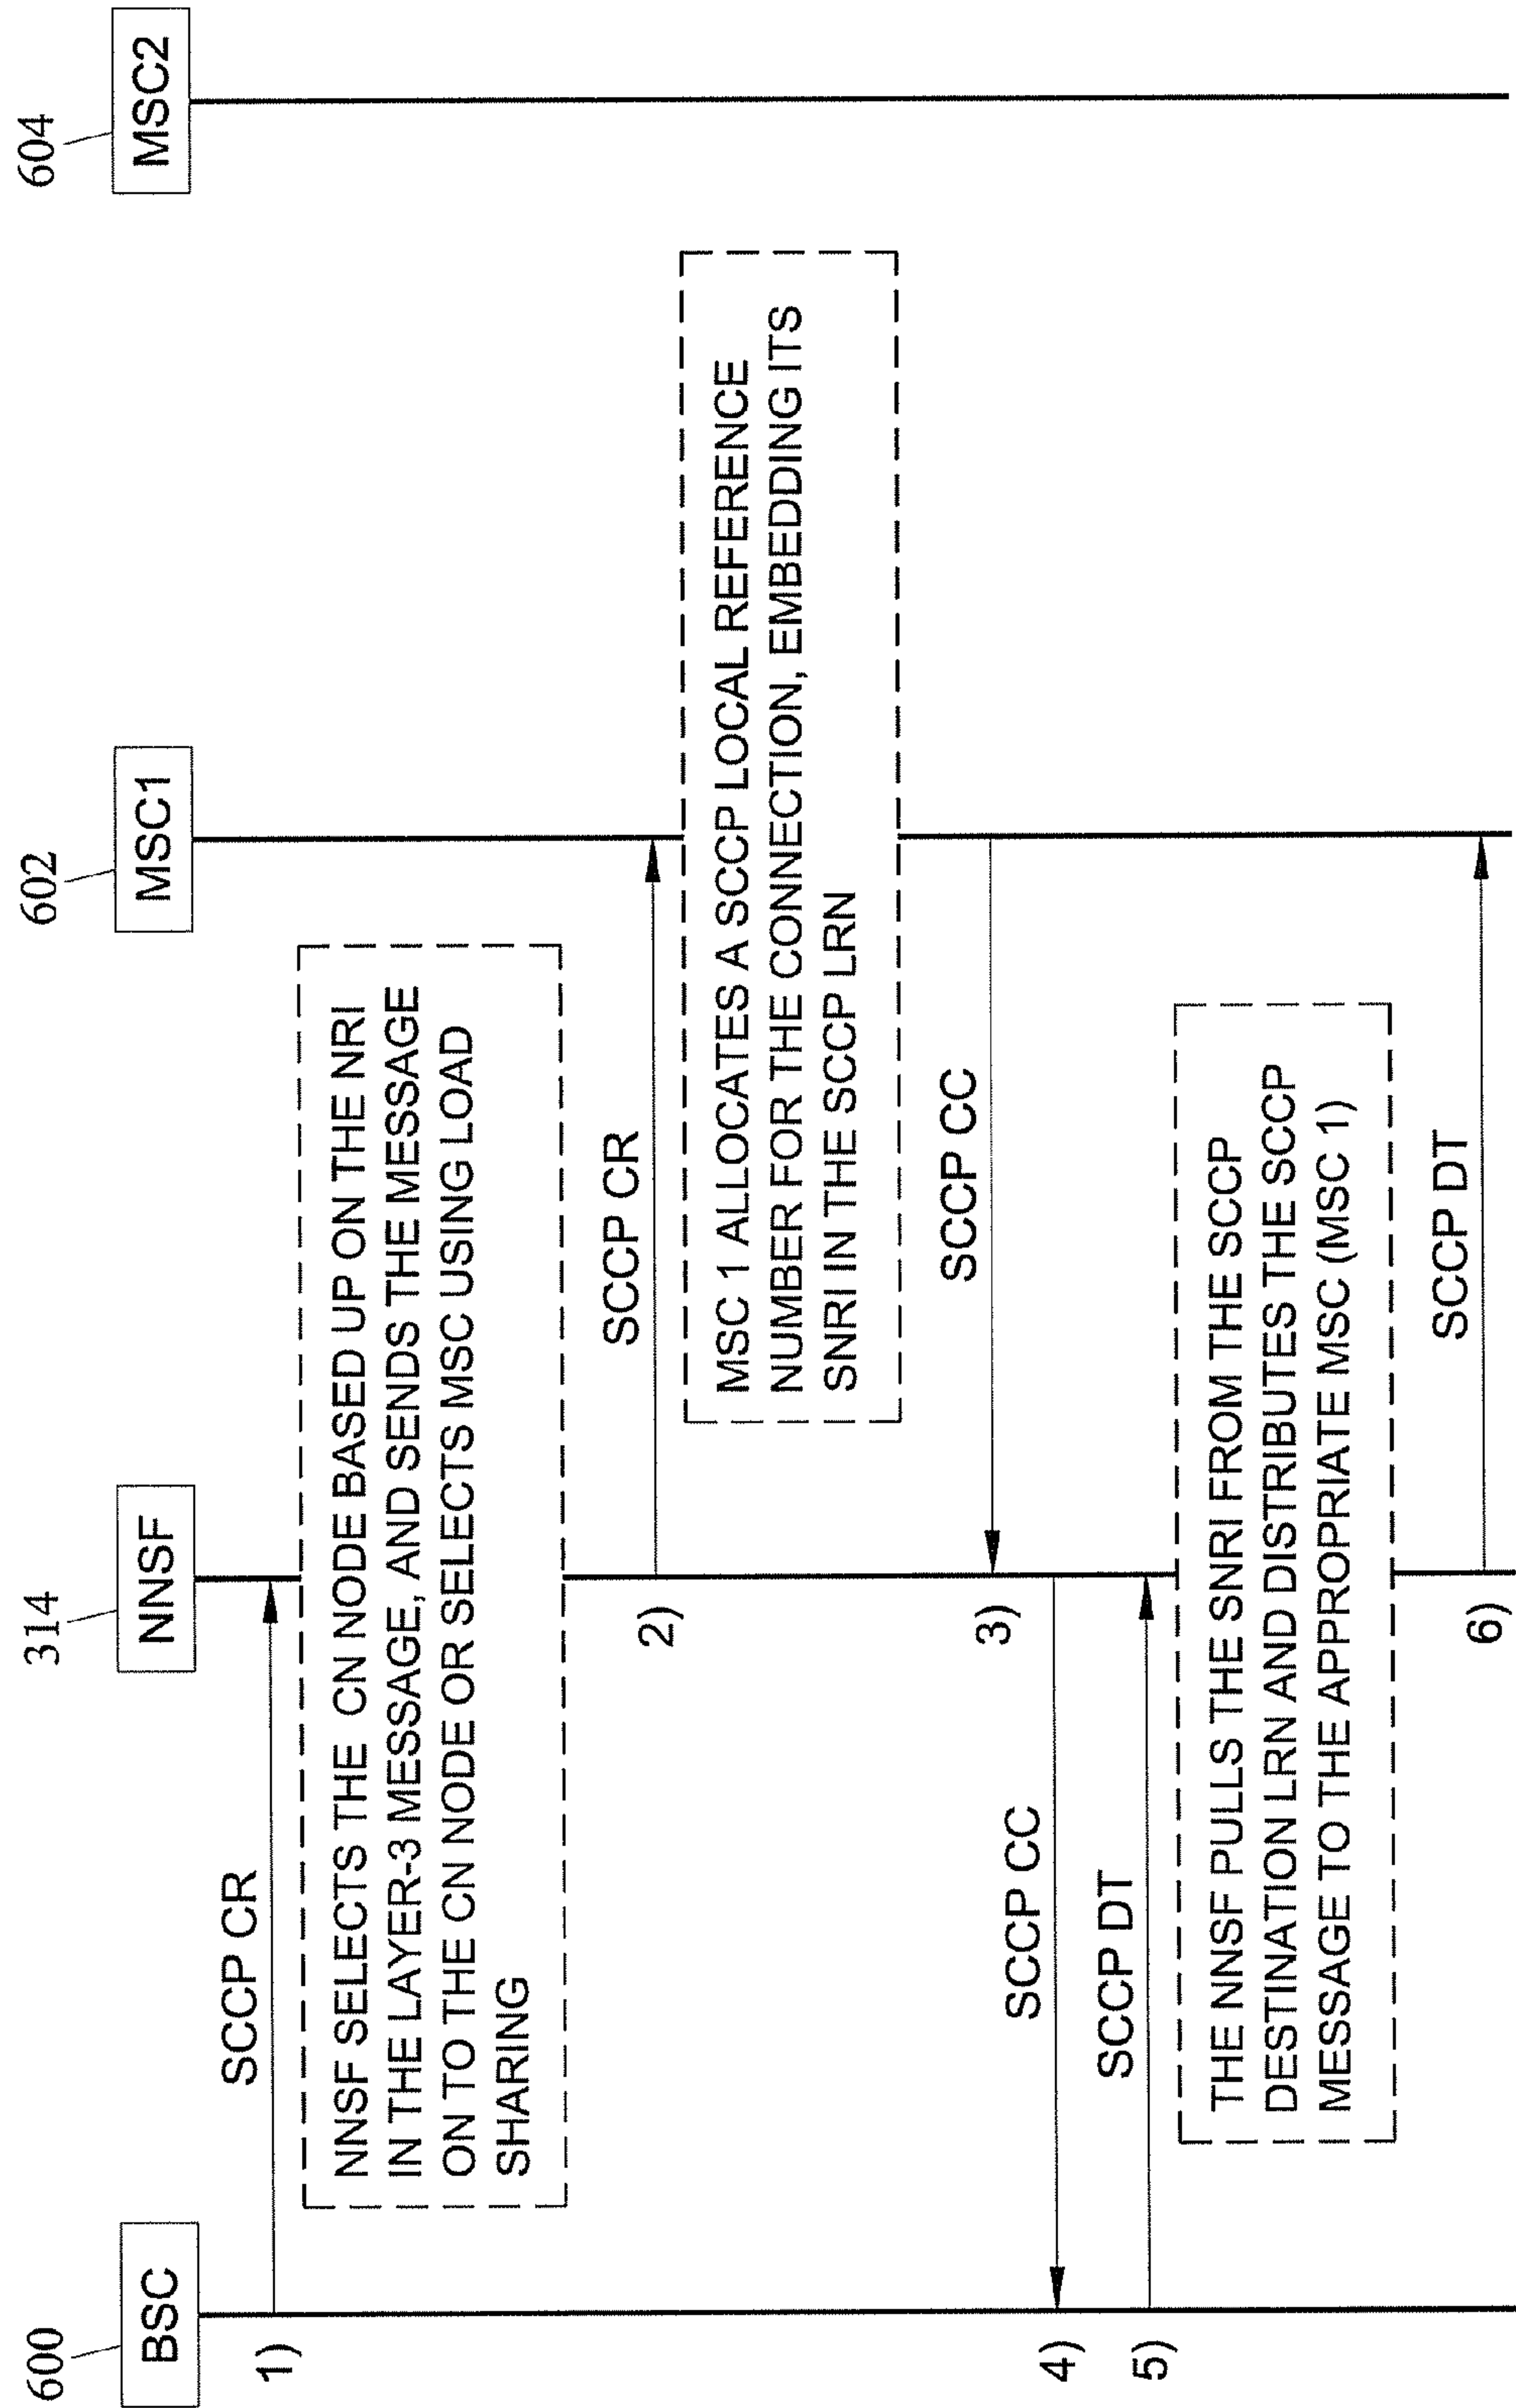 600
314
602
604
BSC
NNSF
MSC1
MSC2
1)
SCCP CR
NNSF SELECTS THE CN NODE BASED UP ON THE NRI
IN THE LAYER-3 MESSAGE, AND SENDS THE MESSAGE
ON TO THE CN NODE OR SELECTS MSC USING LOAD
SHARING
2)
SCCP CR
MSC 1 ALLOCATES A SCCP LOCAL REFERENCE
NUMBER FOR THE CONNECTION, EMBEDDING ITS
SNRI IN THE SCCP LRN
3)
SCCP CC
4)
SCCP CC
5)
SCCP DT
THE NNSF PULLS THE SNRI FROM THE SCCP
DESTINATION LRN AND DISTRIBUTES THE SCCP
MESSAGE TO THE APPROPRIATE MSC (MSC 1)
6)
SCCP DT